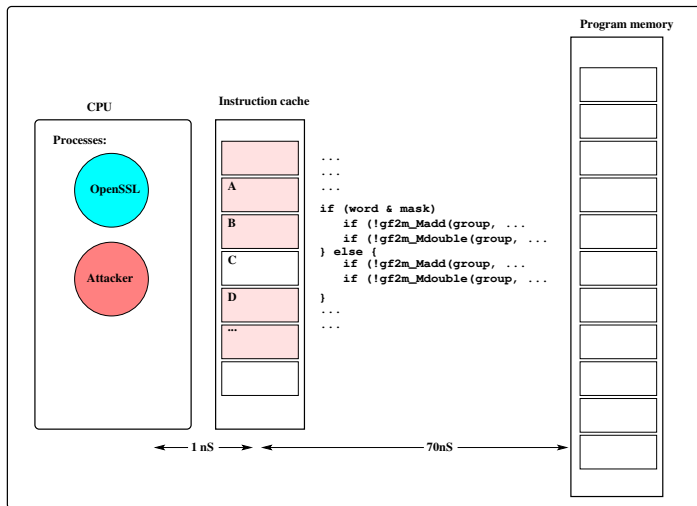 Program memory
Instruction cache
CPU
Processes:
OpenSSL
Attacker
A
B
C
D
...
...
...
...
if (word & mask)
if (!gf2m_Madd(group, ...
if (!gf2m_Mdouble(group, ...
} else {
if (!gf2m_Madd(group, ...
if (!gf2m_Mdouble(group, ...
}
...
...
1 nS
70nS